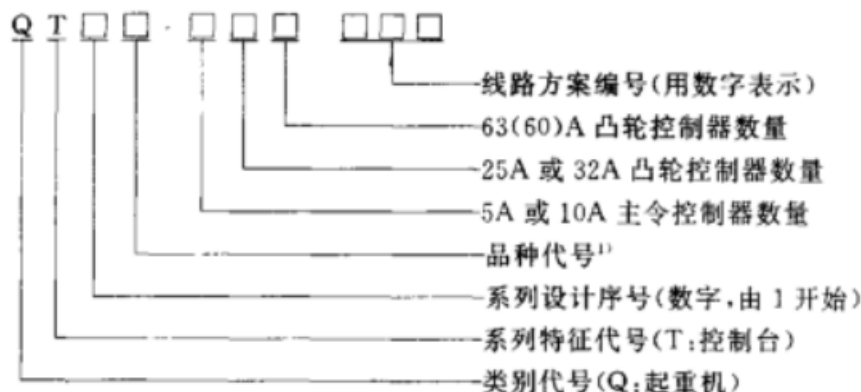 QT□□·□□□ □□□
线路方案编号(用数字表示)
63(60)A 凸轮控制器数量
25A 或 32A 凸轮控制器数量
5A 或 10A 主令控制器数量
品种代号¹⁾
系列设计序号(数字,由 1 开始)
系列特征代号(T:控制台)
类别代号(Q:起重机)